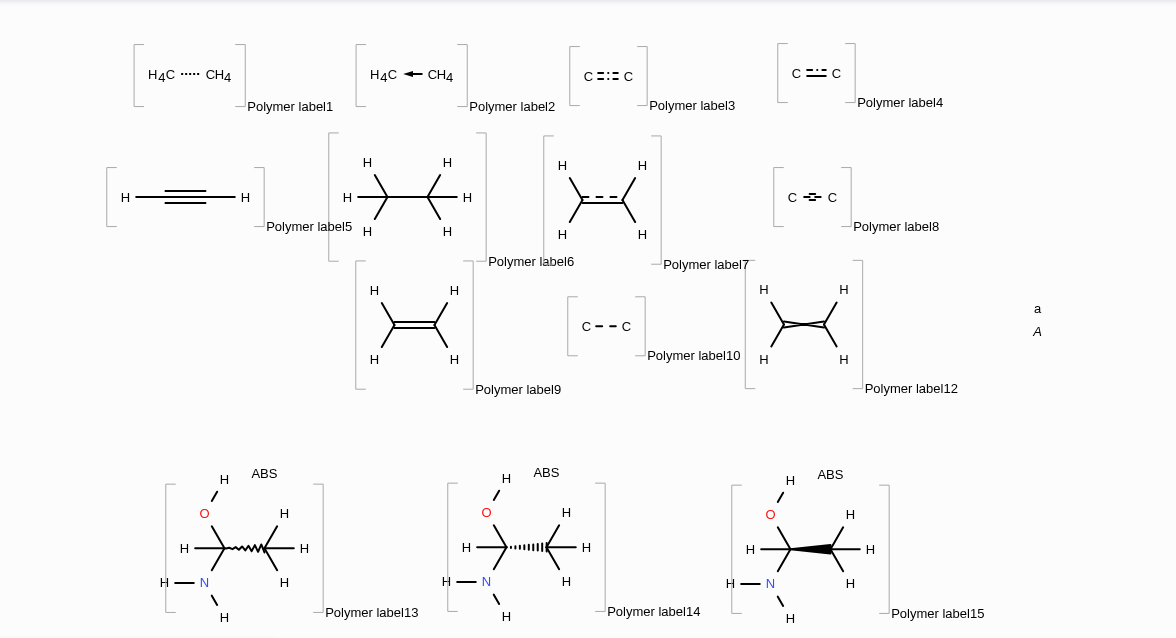 H4C CH4 Polymer label1
H4C CH4 Polymer label2
C C Polymer label3
C C Polymer label4
H H Polymer label5
H H
H H
H H
Polymer label6
H H
H H
Polymer label7
C C Polymer label8
H H
H H
Polymer label9
C C Polymer label10
H H
H H
Polymer label12
a
A
ABS
H
O H
H H
H N H
H
Polymer label13
ABS
H
O H
H H
H N H
H
Polymer label14
ABS
H
O H
H H
H N H
H
Polymer label15